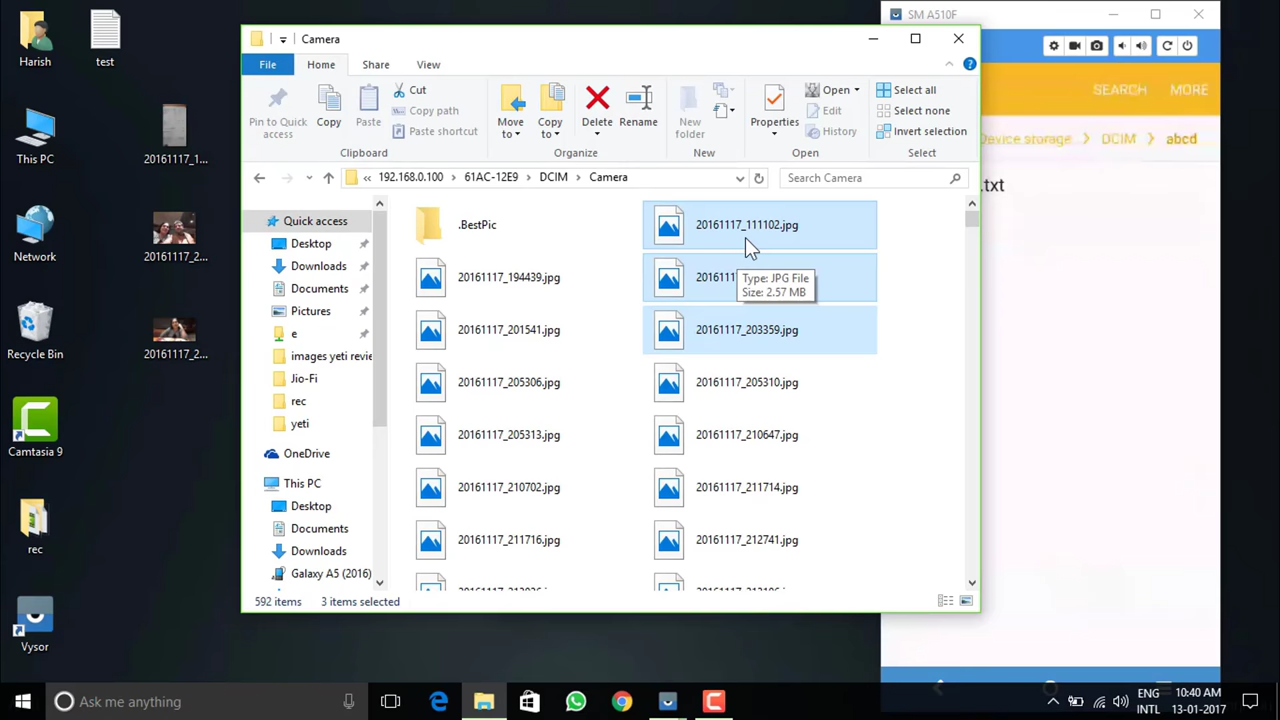 Harish
test
This PC
20161117_1...
Network
20161117_2...
Recycle Bin
20161117_2...
Camtasia 9
rec
Vysor
Camera
File
Home
Share
View
Pin to Quick
access
Copy
Paste
Cut
Copy path
Paste shortcut
Clipboard
Move
to
Copy
to
Delete
Rename
Organize
New
folder
New
Properties
Open
Edit
History
Open
Select all
Select none
Invert selection
Select
« 192.168.0.100 > 61AC-12E9 > DCIM > Camera
Search Camera
Quick access
Desktop
Downloads
Documents
Pictures
e
images yeti revie
Jio-Fi
rec
yeti
OneDrive
This PC
Desktop
Documents
Downloads
Galaxy A5 (2016)
.BestPic
20161117_111102.jpg
20161117_194439.jpg
2016111
Type: JPG File
Size: 2.57 MB
20161117_201541.jpg
20161117_203359.jpg
20161117_205306.jpg
20161117_205310.jpg
20161117_205313.jpg
20161117_210647.jpg
20161117_210702.jpg
20161117_211714.jpg
20161117_211716.jpg
20161117_212741.jpg
592 items
3 items selected
SM A510F
SEARCH
MORE
Device storage > DCIM > abcd
.txt
Ask me anything
ENG
INTL
10:40 AM
13-01-2017